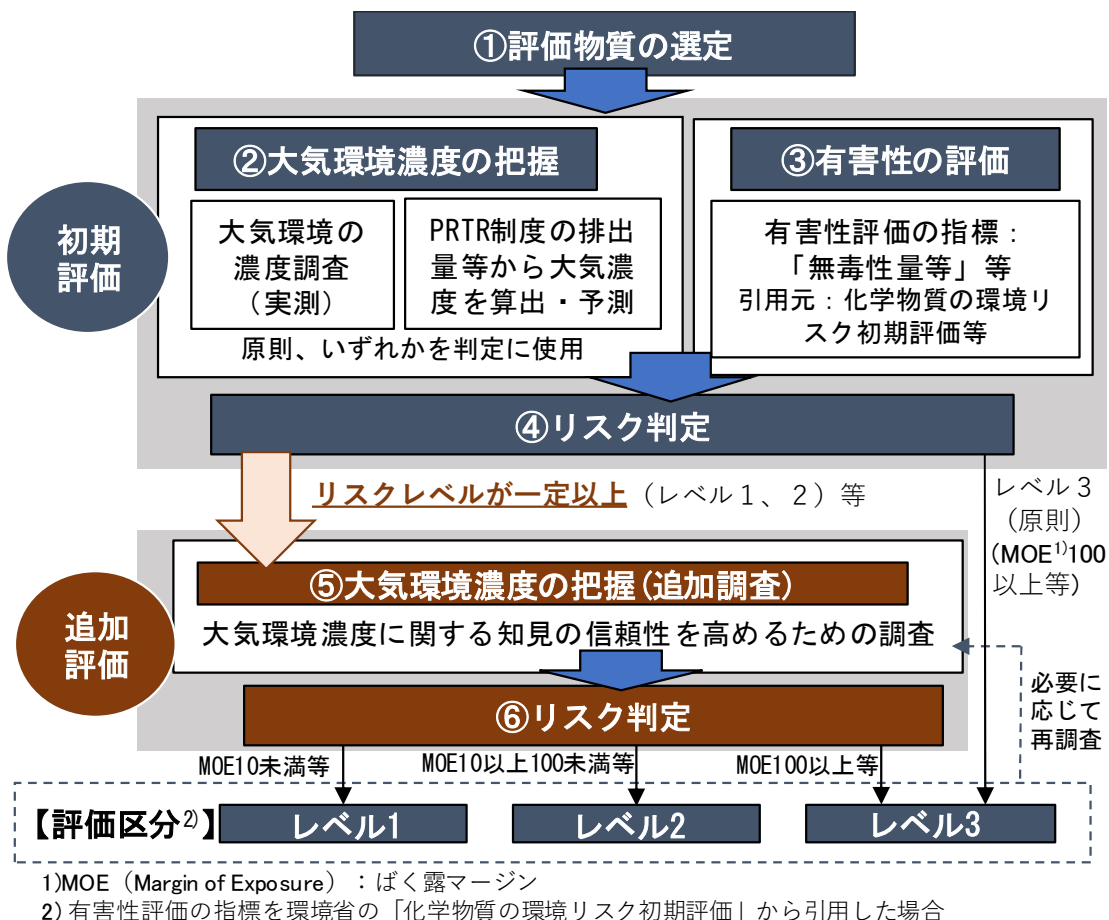 ①評価物質の選定
初期
評価
②大気環境濃度の把握
大気環境の
濃度調査
（実測）
PRTR制度の排出
量等から大気濃
度を算出・予測
原則、いずれかを判定に使用
③有害性の評価
有害性評価の指標：
「無毒性量等」等
引用元：化学物質の環境リ
スク初期評価等
④リスク判定
リスクレベルが一定以上（レベル１、２）等
レベル３
（原則）
(MOE1)100
以上等）
追加
評価
⑤大気環境濃度の把握(追加調査)
大気環境濃度に関する知見の信頼性を高めるための調査
⑥リスク判定
必要に
応じて
再調査
MOE10未満等
MOE10以上100未満等
MOE100以上等
【評価区分2)】
レベル1
レベル2
レベル3
1)MOE（Margin of Exposure）：ばく露マージン
2)有害性評価の指標を環境省の「化学物質の環境リスク初期評価」から引用した場合